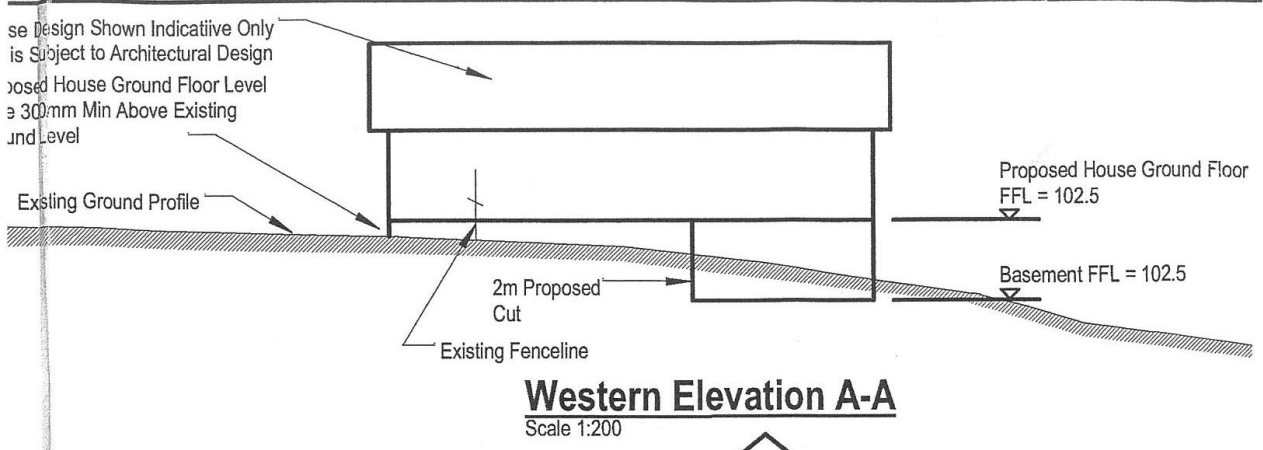 se Design Shown Indicatiive Only
is Subject to Architectural Design
posed House Ground Floor Level
e 300mm Min Above Existing
und Level
Existing Ground Profile
Proposed House Ground Floor
FFL = 102.5
2m Proposed
Cut
Basement FFL = 102.5
Existing Fenceline
Western Elevation A-A
Scale 1:200